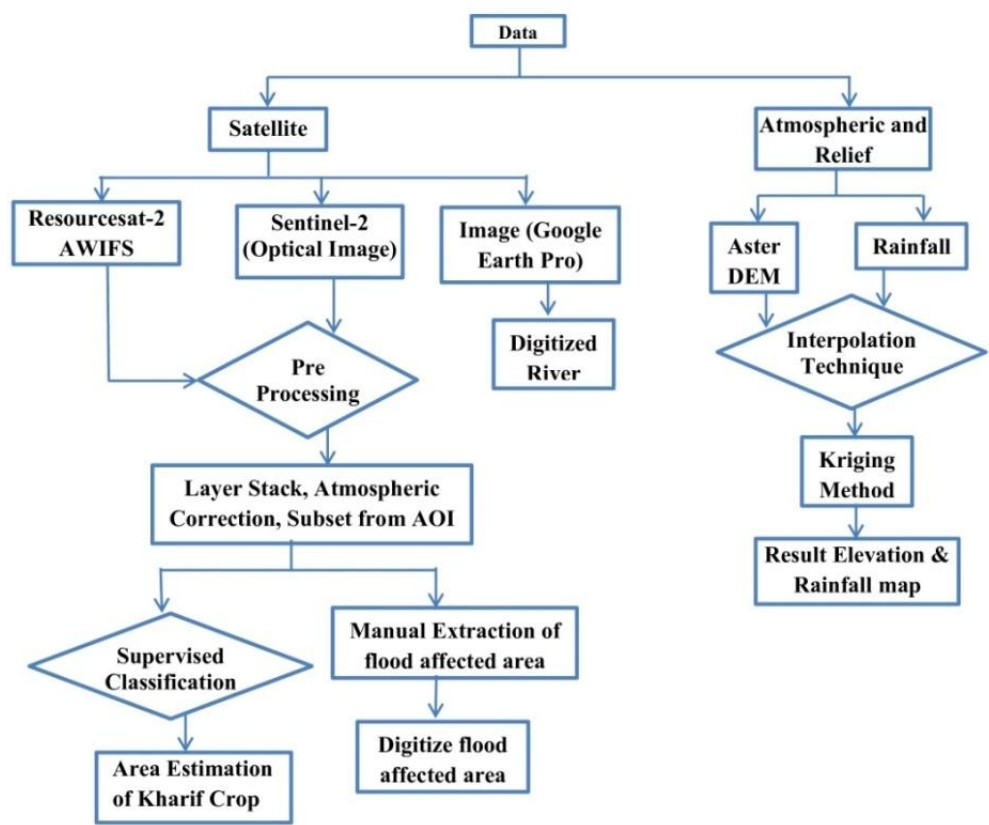 Data
Satellite
Atmospheric and
Relief
Resourcesat-2
AWIFS
Sentinel-2
(Optical Image)
Image (Google
Earth Pro)
Aster
DEM
Rainfall
Digitized
River
Interpolation
Technique
Pre
Processing
Kriging
Method
Layer Stack, Atmospheric
Correction, Subset from AOI
Result Elevation &
Rainfall map
Supervised
Classification
Manual Extraction of
flood affected area
Area Estimation
of Kharif Crop
Digitize flood
affected area